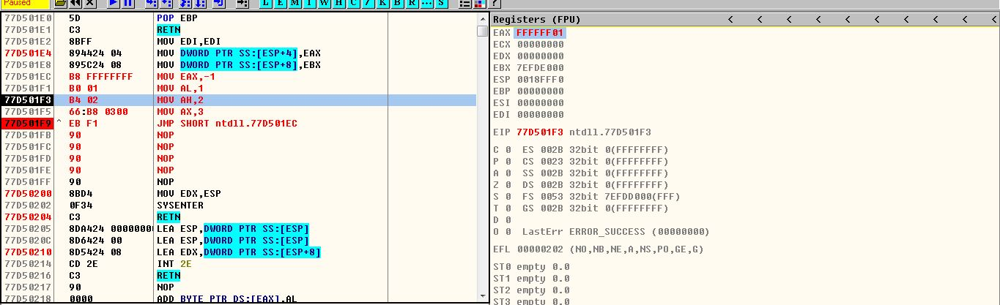 Paused
L E M T W H C / K B R ... S
?
77D501E0 5D POP EBP
77D501E1 C3 RETN
77D501E2 8BFF MOV EDI,EDI
77D501E4 894424 04 MOV DWORD PTR SS:[ESP+4],EAX
77D501E8 895C24 08 MOV DWORD PTR SS:[ESP+8],EBX
77D501EC B8 FFFFFFFF MOV EAX,-1
77D501F1 B0 01 MOV AL,1
77D501F3 B4 02 MOV AH,2
77D501F5 66:B8 0300 MOV AX,3
77D501F9 ^ EB F1 JMP SHORT ntdll.77D501EC
77D501FB 90 NOP
77D501FC 90 NOP
77D501FD 90 NOP
77D501FE 90 NOP
77D501FF 90 NOP
77D50200 8BD4 MOV EDX,ESP
77D50202 0F34 SYSENTER
77D50204 C3 RETN
77D50205 8DA424 0000000 LEA ESP,DWORD PTR SS:[ESP]
77D5020C 8D6424 00 LEA ESP,DWORD PTR SS:[ESP]
77D50210 8D5424 08 LEA EDX,DWORD PTR SS:[ESP+8]
77D50214 CD 2E INT 2E
77D50216 C3 RETN
77D50217 90 NOP
77D50218 0000 ADD BYTE PTR DS:[EAX],AL
Registers (FPU) < < < < < < < < < <
EAX FFFFFF01
ECX 00000000
EDX 00000000
EBX 7EFDE000
ESP 0018FFF0
EBP 00000000
ESI 00000000
EDI 00000000
EIP 77D501F3 ntdll.77D501F3
C 0 ES 002B 32bit 0(FFFFFFFF)
P 0 CS 0023 32bit 0(FFFFFFFF)
A 0 SS 002B 32bit 0(FFFFFFFF)
Z 0 DS 002B 32bit 0(FFFFFFFF)
S 0 FS 0053 32bit 7EFDD000(FFF)
T 0 GS 002B 32bit 0(FFFFFFFF)
D 0
O 0 LastErr ERROR_SUCCESS (00000000)
EFL 00000202 (NO,NB,NE,A,NS,PO,GE,G)
ST0 empty 0.0
ST1 empty 0.0
ST2 empty 0.0
ST3 empty 0.0